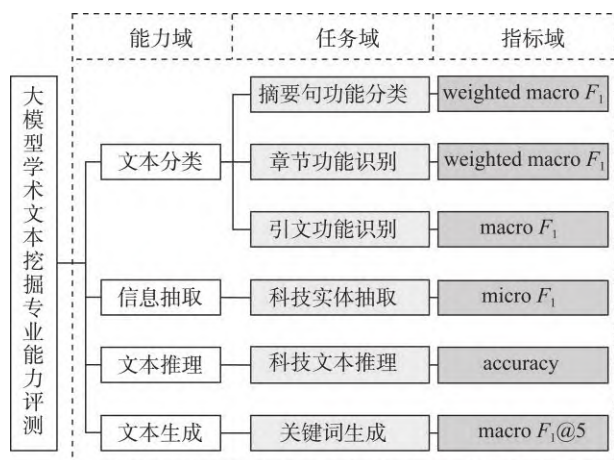 能力域 任务域 指标域
大模型学术文本挖掘专业能力评测
文本分类
摘要句功能分类 weighted macro F₁
章节功能识别 weighted macro F₁
引文功能识别 macro F₁
信息抽取 科技实体抽取 micro F₁
文本推理 科技文本推理 accuracy
文本生成 关键词生成 macro F₁@5